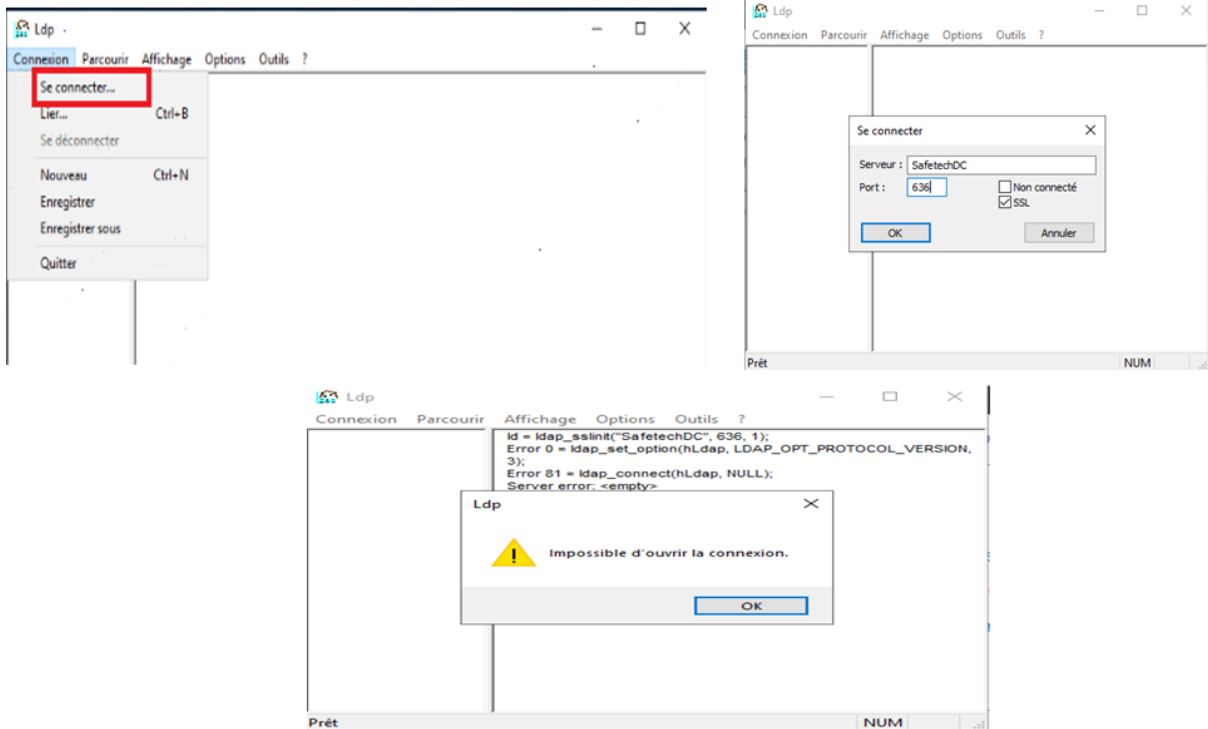 Ldp
Connexion Parcourir Affichage Options Outils ?
Se connecter...
Lier... Ctrl+B
Se déconnecter
Nouveau Ctrl+N
Enregistrer
Enregistrer sous
Quitter
Ldp
Connexion Parcourir Affichage Options Outils ?
Se connecter
Serveur : SafetechDC
Port : 636 Non connecté
SSL
OK Annuler
Prêt NUM
Ldp
Connexion Parcourir Affichage Options Outils ?
ld = ldap_sslinit("SafetechDC", 636, 1);
Error 0 = ldap_set_option(hLdap, LDAP_OPT_PROTOCOL_VERSION,
3);
Error 81 = ldap_connect(hLdap, NULL);
Server error: <empty>
Ldp
Impossible d'ouvrir la connexion.
OK
Prêt NUM